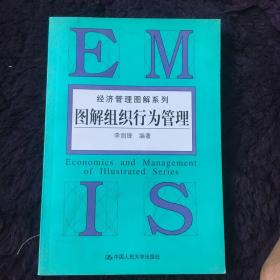 E M
经济管理图解系列
图解组织行为管理
李剑锋 编著
Economics and Management
of Illustrated Series
I S
中国人民大学出版社